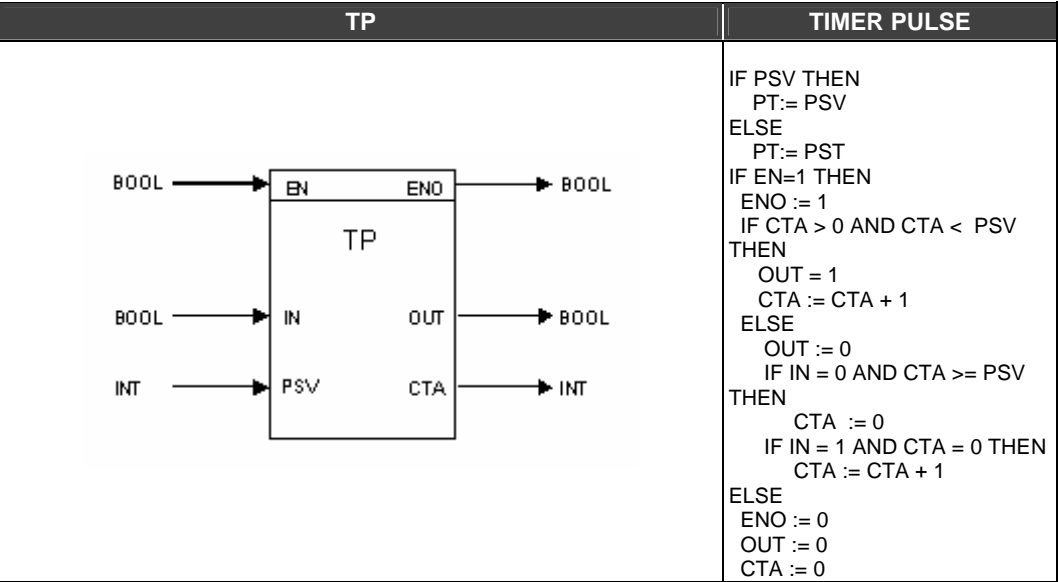 TP
TIMER PULSE
BOOL EN ENO BOOL
TP
BOOL IN OUT BOOL
INT PSV CTA INT
IF PSV THEN
PT:= PSV
ELSE
PT:= PST
IF EN=1 THEN
ENO := 1
IF CTA > 0 AND CTA < PSV
THEN
OUT = 1
CTA := CTA + 1
ELSE
OUT := 0
IF IN = 0 AND CTA >= PSV
THEN
CTA := 0
IF IN = 1 AND CTA = 0 THEN
CTA := CTA + 1
ELSE
ENO := 0
OUT := 0
CTA := 0